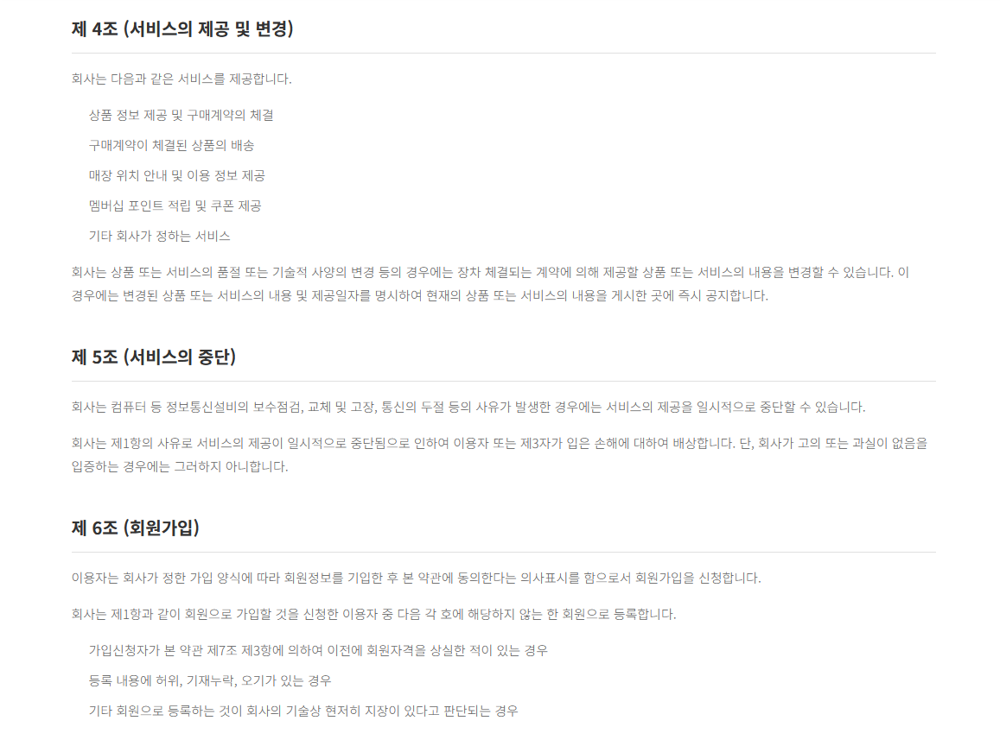 제 4조 (서비스의 제공 및 변경)
회사는 다음과 같은 서비스를 제공합니다.
상품 정보 제공 및 구매계약의 체결
구매계약이 체결된 상품의 배송
매장 위치 안내 및 이용 정보 제공
멤버십 포인트 적립 및 쿠폰 제공
기타 회사가 정하는 서비스
회사는 상품 또는 서비스의 품절 또는 기술적 사양의 변경 등의 경우에는 장차 체결되는 계약에 의해 제공할 상품 또는 서비스의 내용을 변경할 수 있습니다. 이
경우에는 변경된 상품 또는 서비스의 내용 및 제공일자를 명시하여 현재의 상품 또는 서비스의 내용을 게시한 곳에 즉시 공지합니다.
제 5조 (서비스의 중단)
회사는 컴퓨터 등 정보통신설비의 보수점검, 교체 및 고장, 통신의 두절 등의 사유가 발생한 경우에는 서비스의 제공을 일시적으로 중단할 수 있습니다.
회사는 제1항의 사유로 서비스의 제공이 일시적으로 중단됨으로 인하여 이용자 또는 제3자가 입은 손해에 대하여 배상합니다. 단, 회사가 고의 또는 과실이 없음을
입증하는 경우에는 그러하지 아니합니다.
제 6조 (회원가입)
이용자는 회사가 정한 가입 양식에 따라 회원정보를 기입한 후 본 약관에 동의한다는 의사표시를 함으로서 회원가입을 신청합니다.
회사는 제1항과 같이 회원으로 가입할 것을 신청한 이용자 중 다음 각 호에 해당하지 않는 한 회원으로 등록합니다.
가입신청자가 본 약관 제7조 제3항에 의하여 이전에 회원자격을 상실한 적이 있는 경우
등록 내용에 허위, 기재누락, 오기가 있는 경우
기타 회원으로 등록하는 것이 회사의 기술상 현저히 지장이 있다고 판단되는 경우